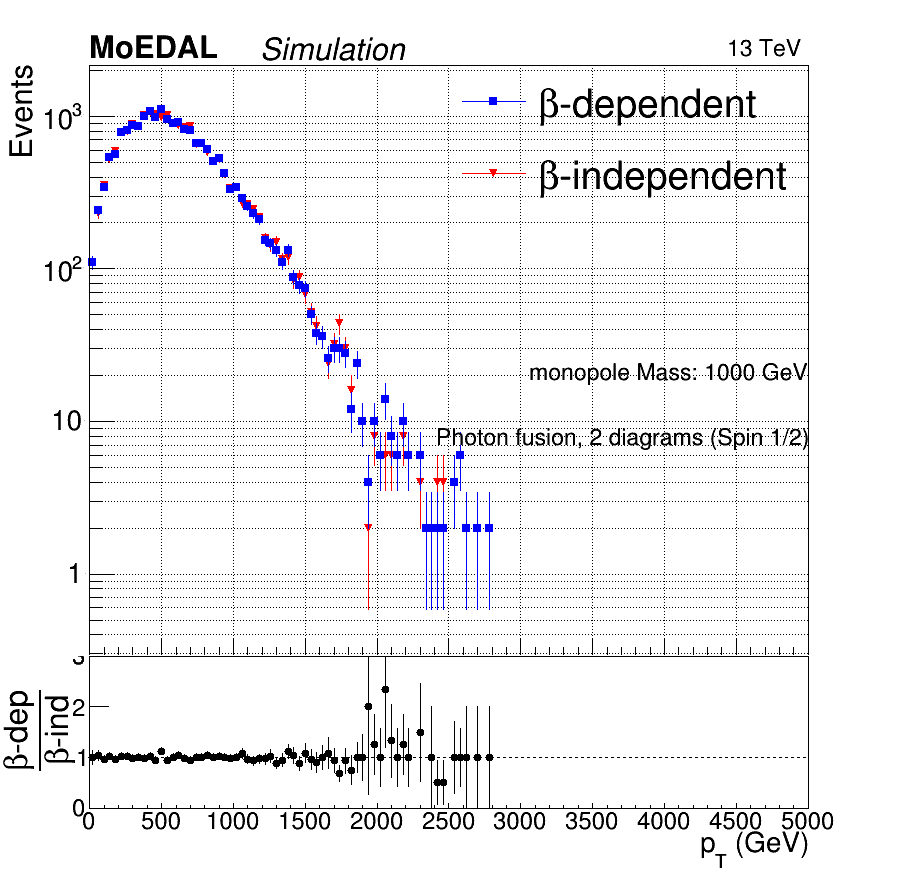 MoEDAL Simulation 13 TeV
Events
10³
10²
10
1
β-dependent
β-independent
monopole Mass: 1000 GeV
Photon fusion, 2 diagrams (Spin 1/2)
β-dep
β-ind
3
2
1
0
0 500 1000 1500 2000 2500 3000 3500 4000 4500 5000
p_T (GeV)